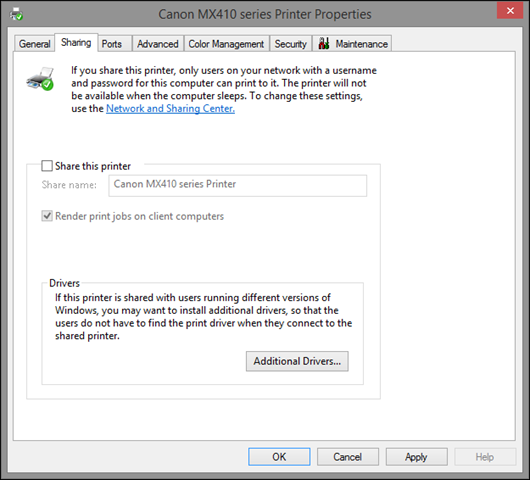 Canon MX410 series Printer Properties
General Sharing Ports Advanced Color Management Security Maintenance
If you share this printer, only users on your network with a username
and password for this computer can print to it. The printer will not
be available when the computer sleeps. To change these settings,
use the Network and Sharing Center.
Share this printer
Share name: Canon MX410 series Printer
Render print jobs on client computers
Drivers
If this printer is shared with users running different versions of
Windows, you may want to install additional drivers, so that the
users do not have to find the print driver when they connect to the
shared printer.
Additional Drivers...
OK Cancel Apply Help